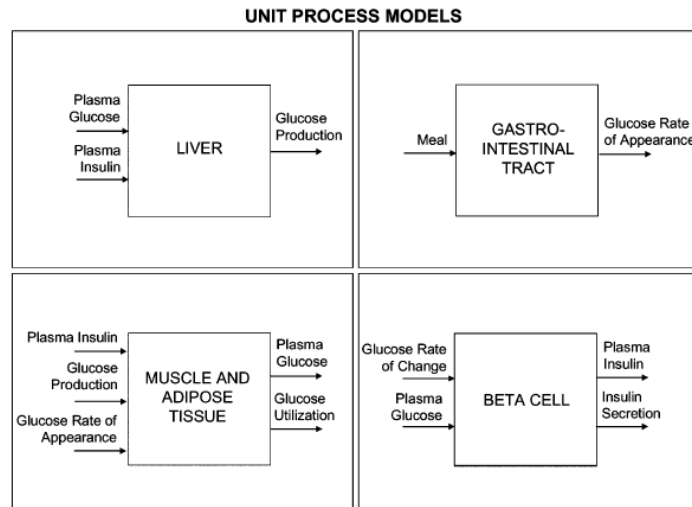 UNIT PROCESS MODELS
Plasma
Glucose
Plasma
Insulin
LIVER
Glucose
Production
Meal
GASTRO-
INTESTINAL
TRACT
Glucose Rate
of Appearance
Plasma Insulin
Glucose
Production
Glucose Rate of
Appearance
MUSCLE AND
ADIPOSE
TISSUE
Plasma
Glucose
Glucose
Utilization
Glucose Rate
of Change
Plasma
Glucose
BETA CELL
Plasma
Insulin
Insulin
Secretion